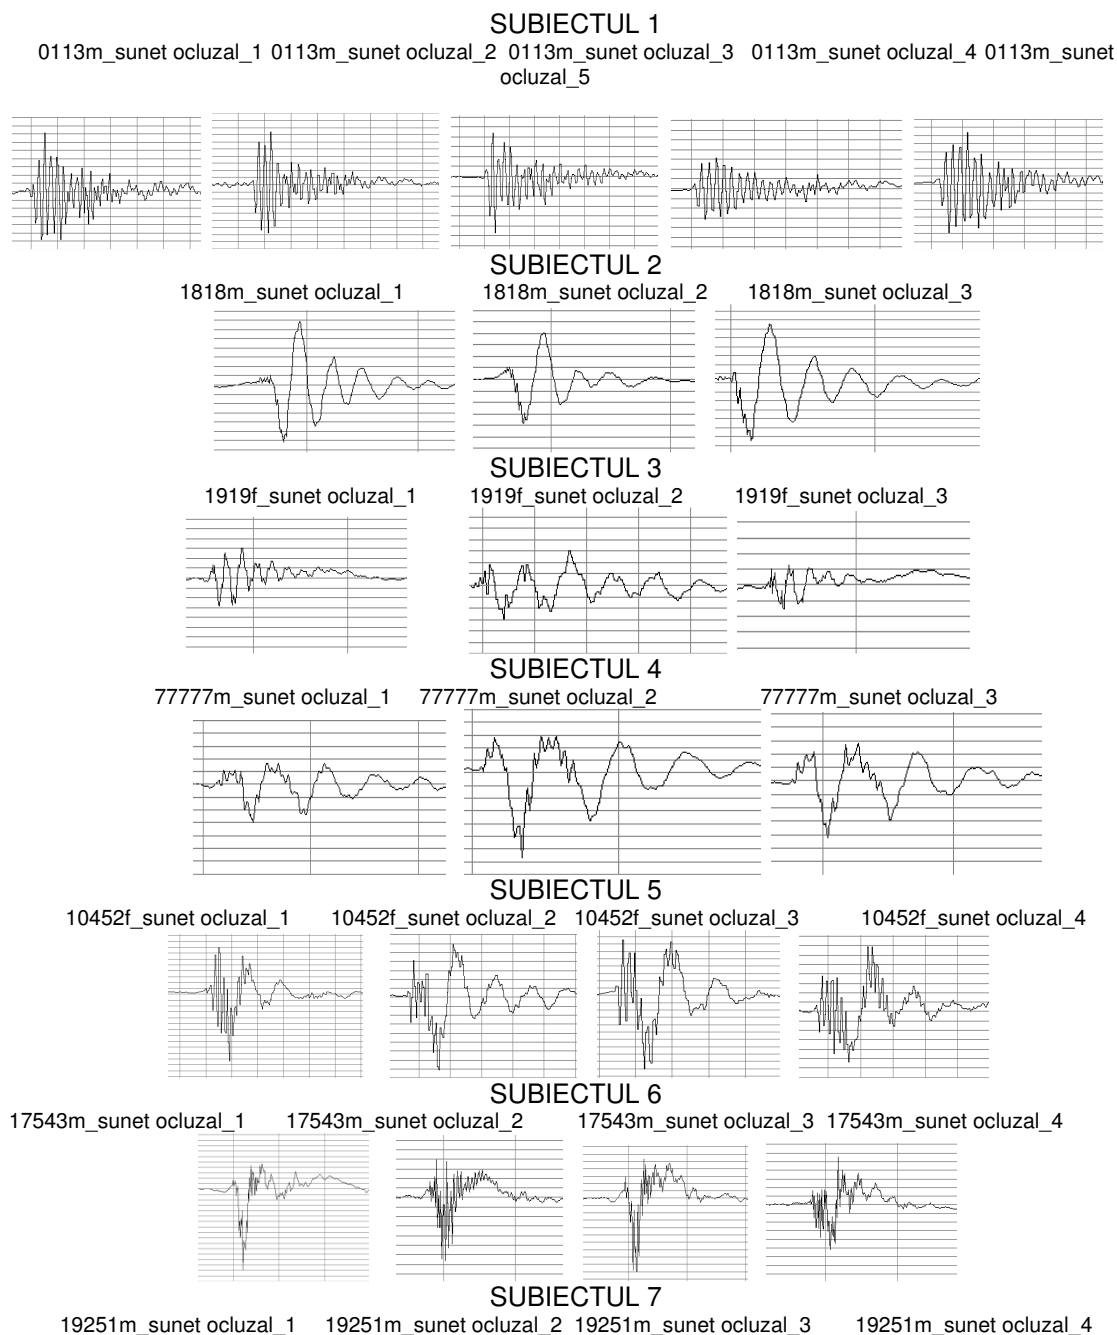 SUBIECTUL 1
0113m_sunet ocluzal_1 0113m_sunet ocluzal_2 0113m_sunet ocluzal_3 0113m_sunet ocluzal_4 0113m_sunet
ocluzal_5
SUBIECTUL 2
1818m_sunet ocluzal_1 1818m_sunet ocluzal_2 1818m_sunet ocluzal_3
SUBIECTUL 3
1919f_sunet ocluzal_1 1919f_sunet ocluzal_2 1919f_sunet ocluzal_3
SUBIECTUL 4
77777m_sunet ocluzal_1 77777m_sunet ocluzal_2 77777m_sunet ocluzal_3
SUBIECTUL 5
10452f_sunet ocluzal_1 10452f_sunet ocluzal_2 10452f_sunet ocluzal_3 10452f_sunet ocluzal_4
SUBIECTUL 6
17543m_sunet ocluzal_1 17543m_sunet ocluzal_2 17543m_sunet ocluzal_3 17543m_sunet ocluzal_4
SUBIECTUL 7
19251m_sunet ocluzal_1 19251m_sunet ocluzal_2 19251m_sunet ocluzal_3 19251m_sunet ocluzal_4